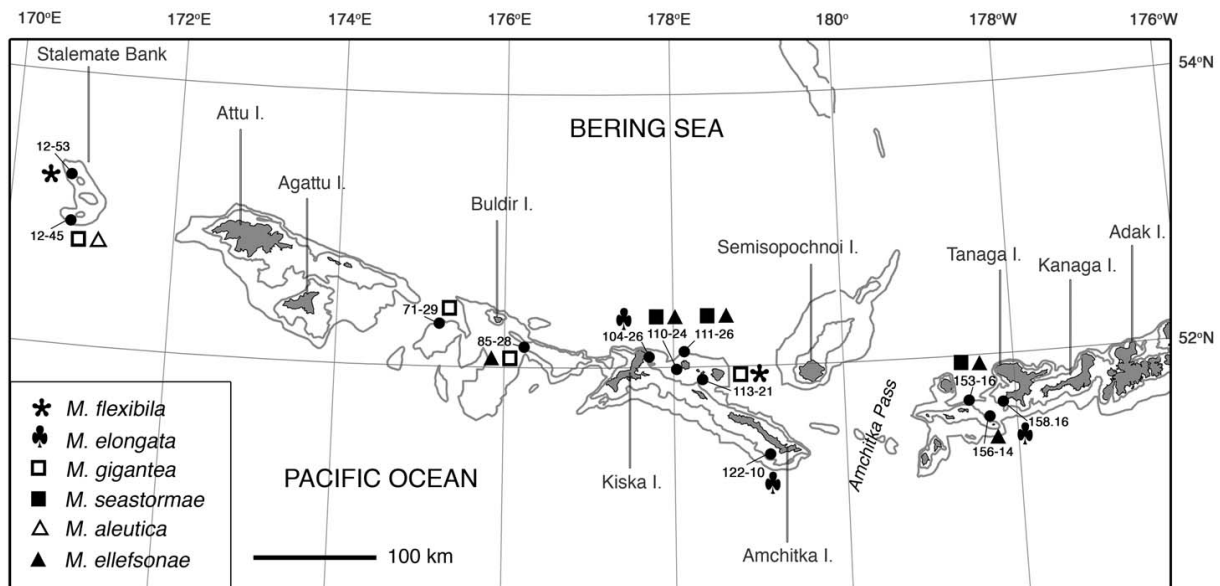 170°E
172°E
174°E
176°E
178°E
180°
178°W
176°W
Stalemate Bank
54°N
BERING SEA
Attu I.
12-53
Agattu I.
Buldir I.
Semisopochnoi I.
Tanaga I.
Kanaga I.
Adak I.
12-45
71-29
85-28
104-26
110-24
111-26
52°N
113-21
153-16
158.16
156-14
122-10
Amchitka Pass
PACIFIC OCEAN
Kiska I.
Amchitka I.
M. flexibila
M. elongata
M. gigantea
M. seastormae
M. aleutica
M. ellefsonae
100 km